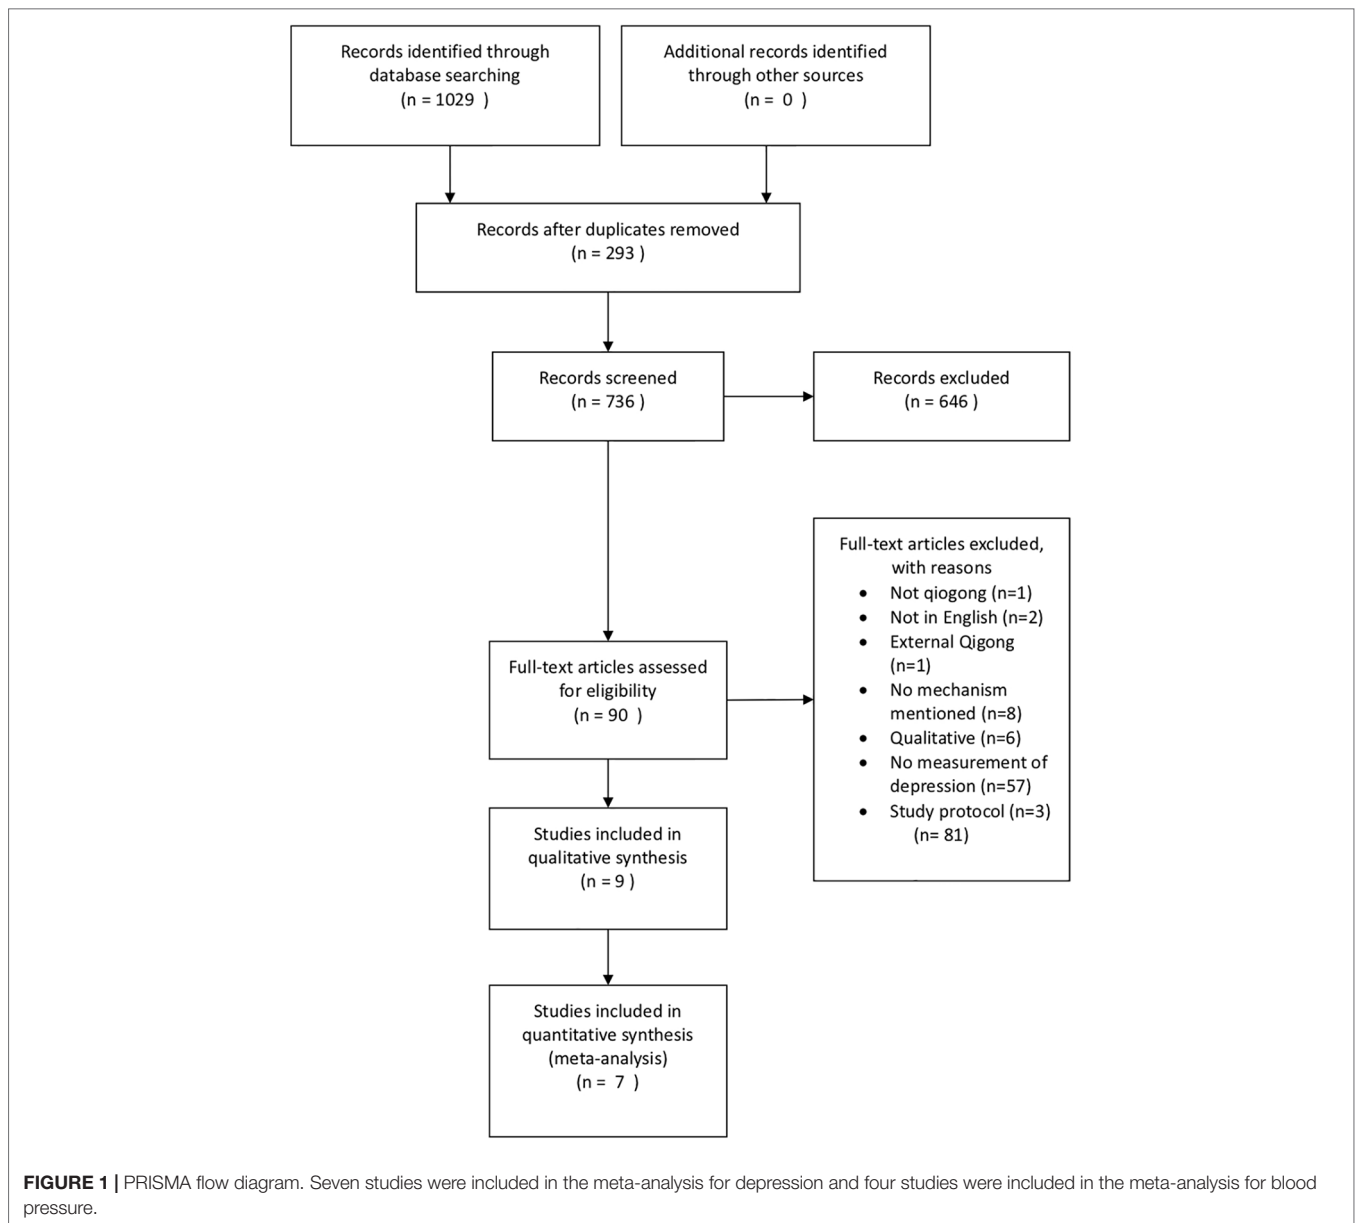 Records identified through
database searching
(n = 1029  )
Additional records identified
through other sources
(n =  0  )
Records after duplicates removed
(n = 293 )
Records screened
(n = 736 )
Records excluded
(n = 646 )
Full-text articles assessed
for eligibility
(n = 90  )
Full-text articles excluded,
with reasons
• Not qiogong (n=1)
• Not in English (n=2)
• External Qigong
(n=1)
• No mechanism
mentioned (n=8)
• Qualitative (n=6)
• No measurement of
depression (n=57)
• Study protocol (n=3)
(n= 81)
Studies included in
qualitative synthesis
(n = 9 )
Studies included in
quantitative synthesis
(meta-analysis)
(n =  7  )
FIGURE 1 | PRISMA flow diagram. Seven studies were included in the meta-analysis for depression and four studies were included in the meta-analysis for blood
pressure.